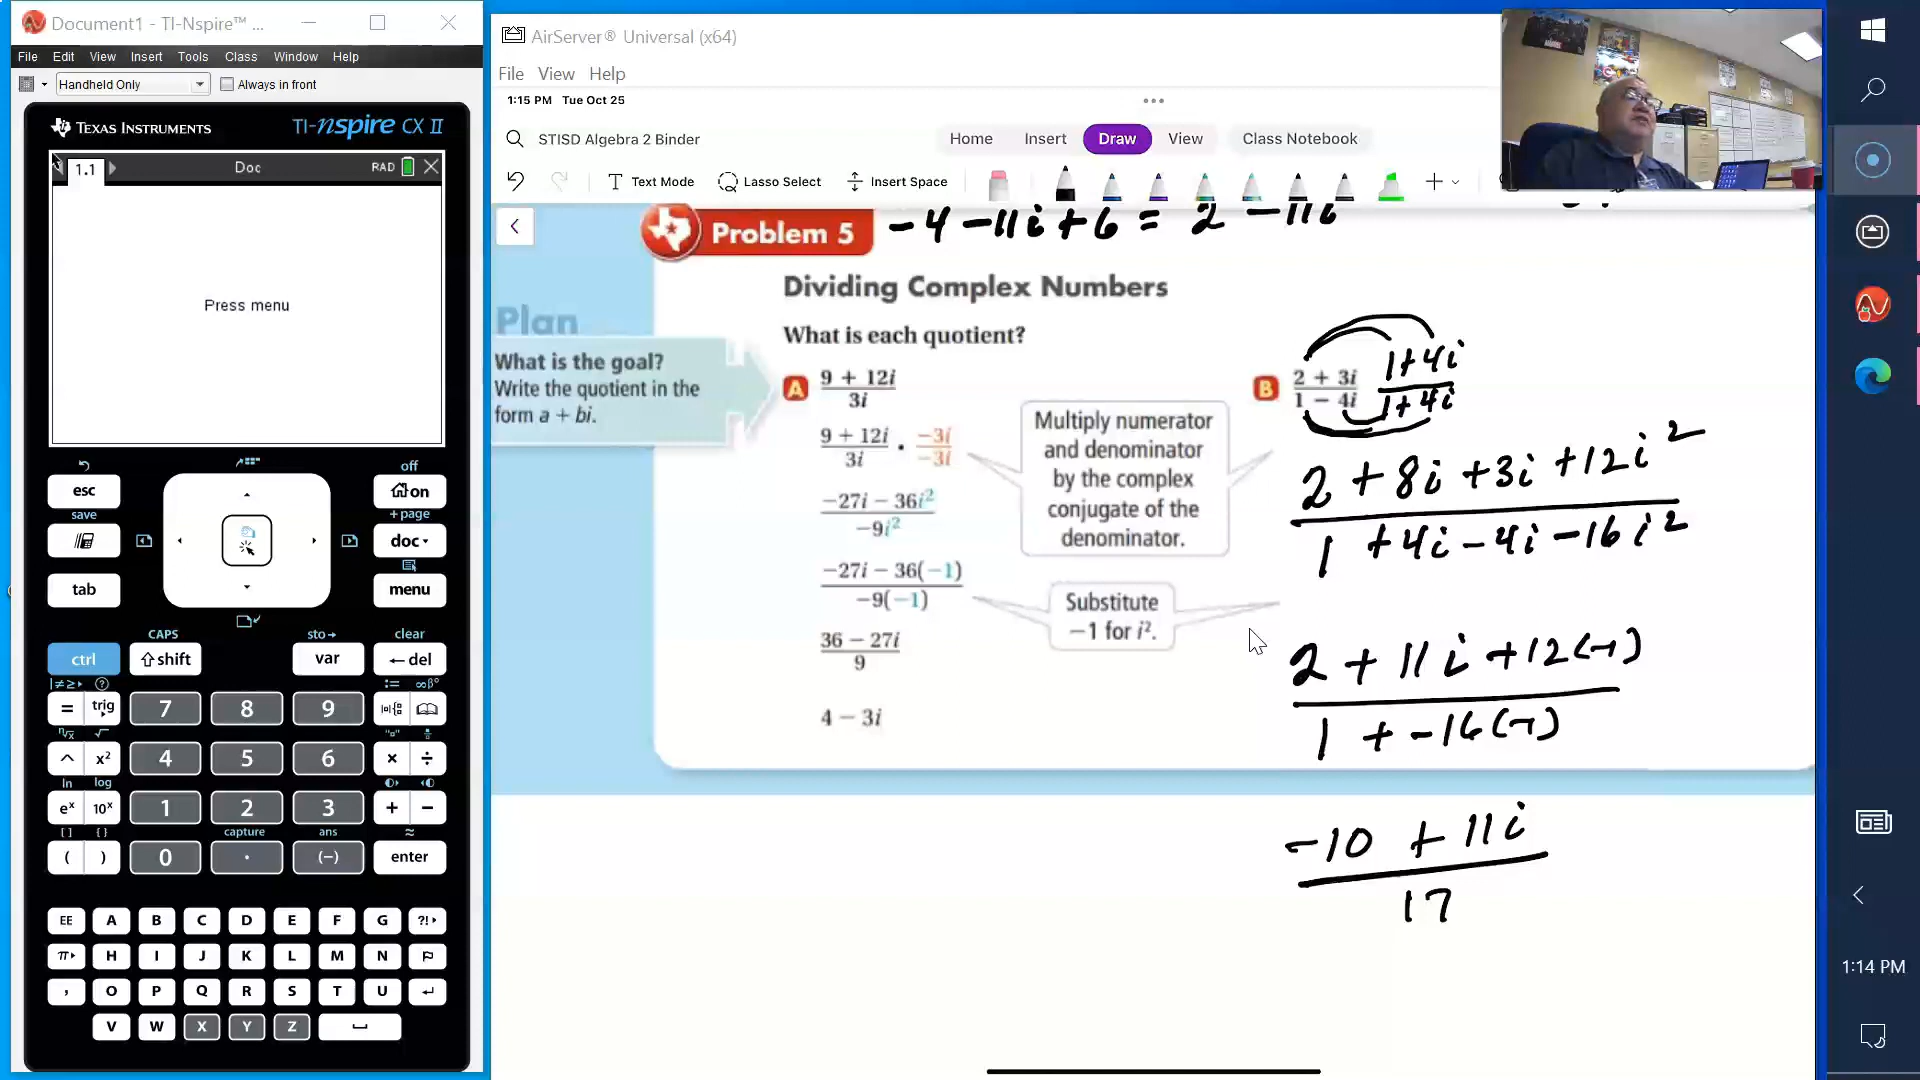 Document1 - TI-Nspire™ ...
File Edit View Insert Tools Class Window Help
Handheld Only Always in front
TEXAS INSTRUMENTS TI-nspire CX II
1.1 Doc RAD
Press menu
off
esc on
save + page
doc
tab menu
CAPS sto→ clear
ctrl ⇧shift var ←del
|≠≥▸ ? := ∞β°
= trig 7 8 9
ⁿ√x √
^ x² 4 5 6 × ÷
ln log
eˣ 10ˣ 1 2 3 + −
[ ] { } capture ans ≈
( ) 0 . (−) enter
EE A B C D E F G ?!▸
π▸ H I J K L M N
, O P Q R S T U ↵
V W X Y Z
AirServer® Universal (x64)
File View Help
1:15 PM Tue Oct 25
STISD Algebra 2 Binder Home Insert Draw View Class Notebook
Text Mode Lasso Select Insert Space
Problem 5 -4 -11i + 6 = 2 -11i
Dividing Complex Numbers
What is each quotient?
Plan
What is the goal?
Write the quotient in the
form a + bi.
A
9 + 12i
3i
9 + 12i / 3i · −3i / −3i
−27i − 36i²
−9i²
−27i − 36(−1)
−9(−1)
36 − 27i
9
4 − 3i
Multiply numerator
and denominator
by the complex
conjugate of the
denominator.
Substitute
−1 for i².
B
2 + 3i 1+4i
1 − 4i 1+4i
2 + 8i + 3i + 12i²
1 + 4i - 4i - 16i²
2 + 11i + 12(-1)
1 + -16(-1)
-10 + 11i
17
1:14 PM